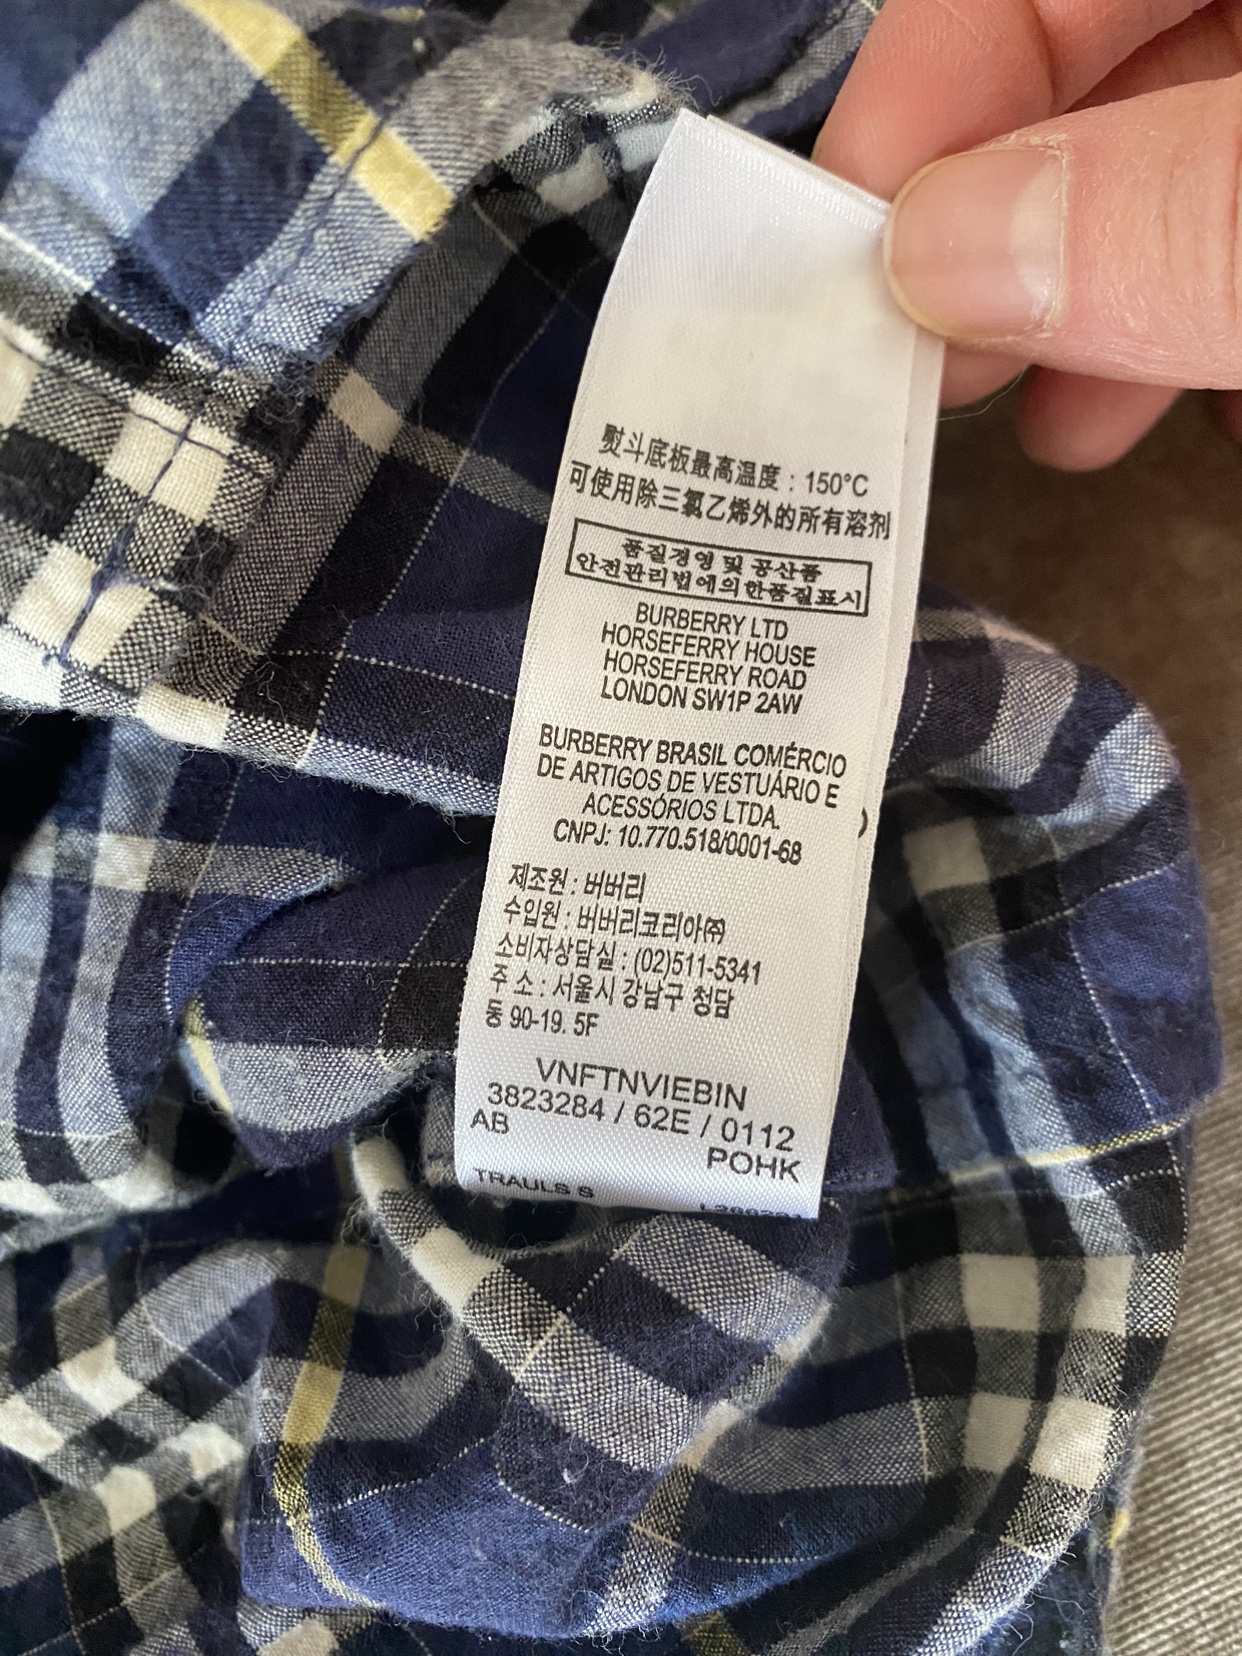 熨斗底板最高温度：150°C
可使用除三氯乙烯外的所有溶剂
품질경영 및 공산품
안전관리법에의한품질표시
BURBERRY LTD
HORSEFERRY HOUSE
HORSEFERRY ROAD
LONDON SW1P 2AW
BURBERRY BRASIL COMÉRCIO
DE ARTIGOS DE VESTUÁRIO E
ACESSÓRIOS LTDA.
CNPJ: 10.770.518/0001-68
제조원 : 버버리
수입원 : 버버리코리아㈜
소비자상담실 : (02)511-5341
주 소 : 서울시 강남구 청담
동 90-19. 5F
VNFTNVIEBIN
3823284 / 62E / 0112
AB
POHK
TRAULS S